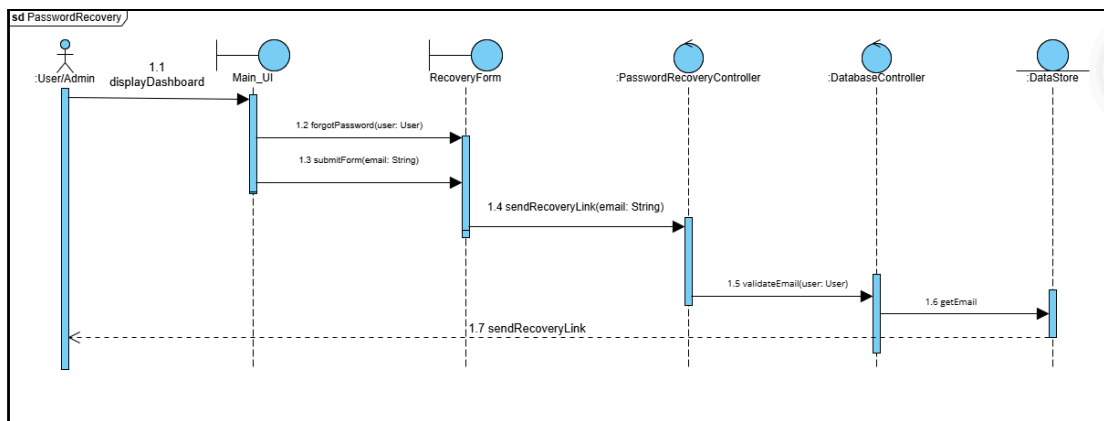 sd PasswordRecovery
:User/Admin
Main_UI
RecoveryForm
:PasswordRecoveryController
:DatabaseController
:DataStore
1.1
displayDashboard
1.2 forgotPassword(user: User)
1.3 submitForm(email: String)
1.4 sendRecoveryLink(email: String)
1.5 validateEmail(user: User)
1.6 getEmail
1.7 sendRecoveryLink